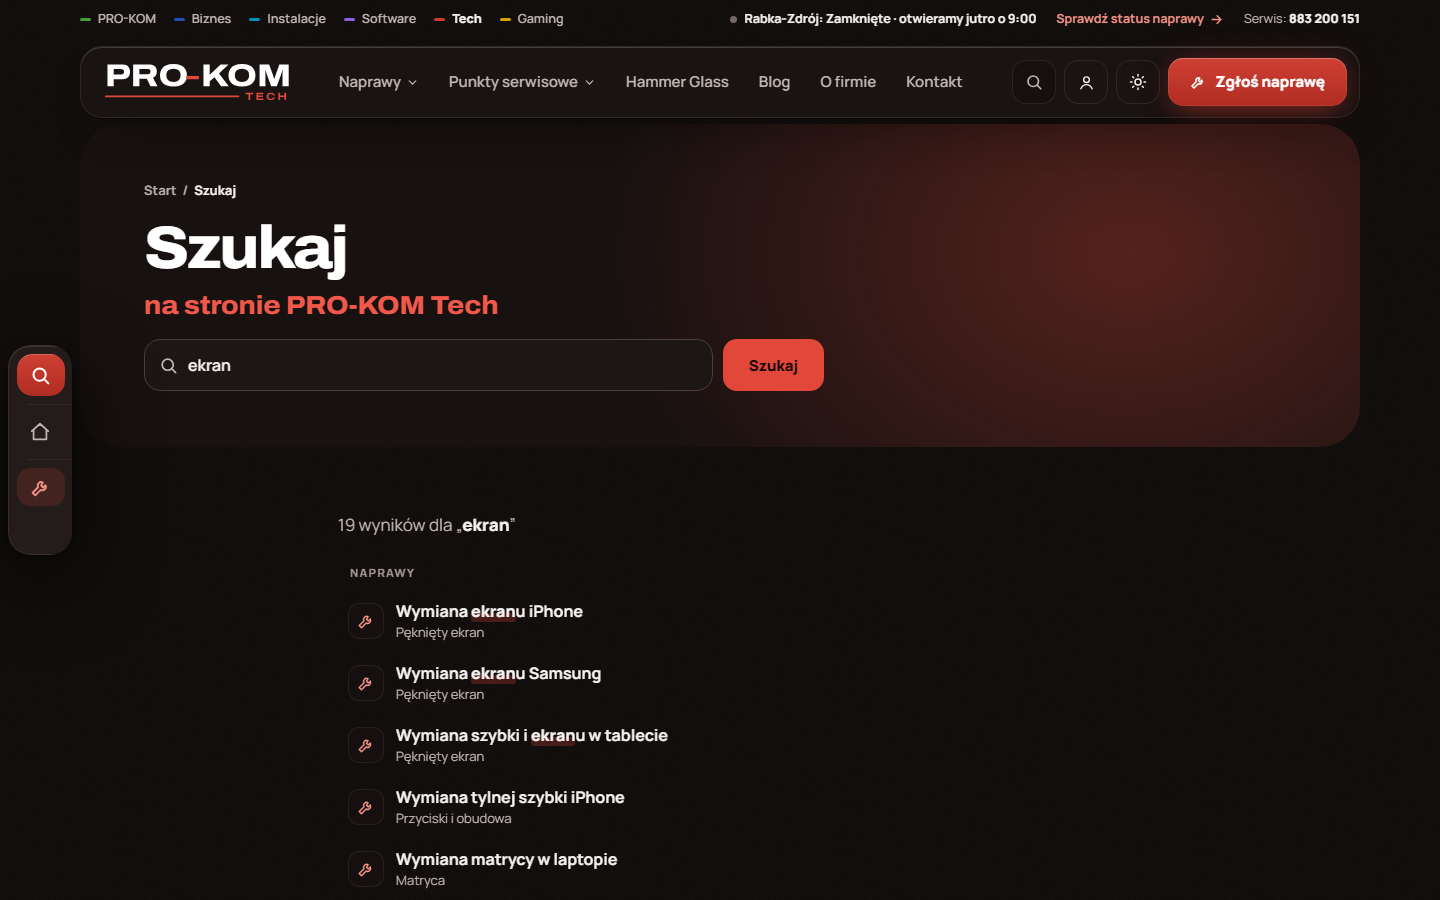 PRO-KOM Biznes Instalacje Software Tech Gaming Rabka-Zdrój: Zamknięte · otwieramy jutro o 9:00 Sprawdź status naprawy → Serwis: 883 200 151
PRO-KOM TECH
Naprawy Punkty serwisowe Hammer Glass Blog O firmie Kontakt Zgłoś naprawę
Start / Szukaj
Szukaj
na stronie PRO-KOM Tech
ekran Szukaj
19 wyników dla „ekran”
NAPRAWY
Wymiana ekranu iPhone
Pęknięty ekran
Wymiana ekranu Samsung
Pęknięty ekran
Wymiana szybki i ekranu w tablecie
Pęknięty ekran
Wymiana tylnej szybki iPhone
Przyciski i obudowa
Wymiana matrycy w laptopie
Matryca